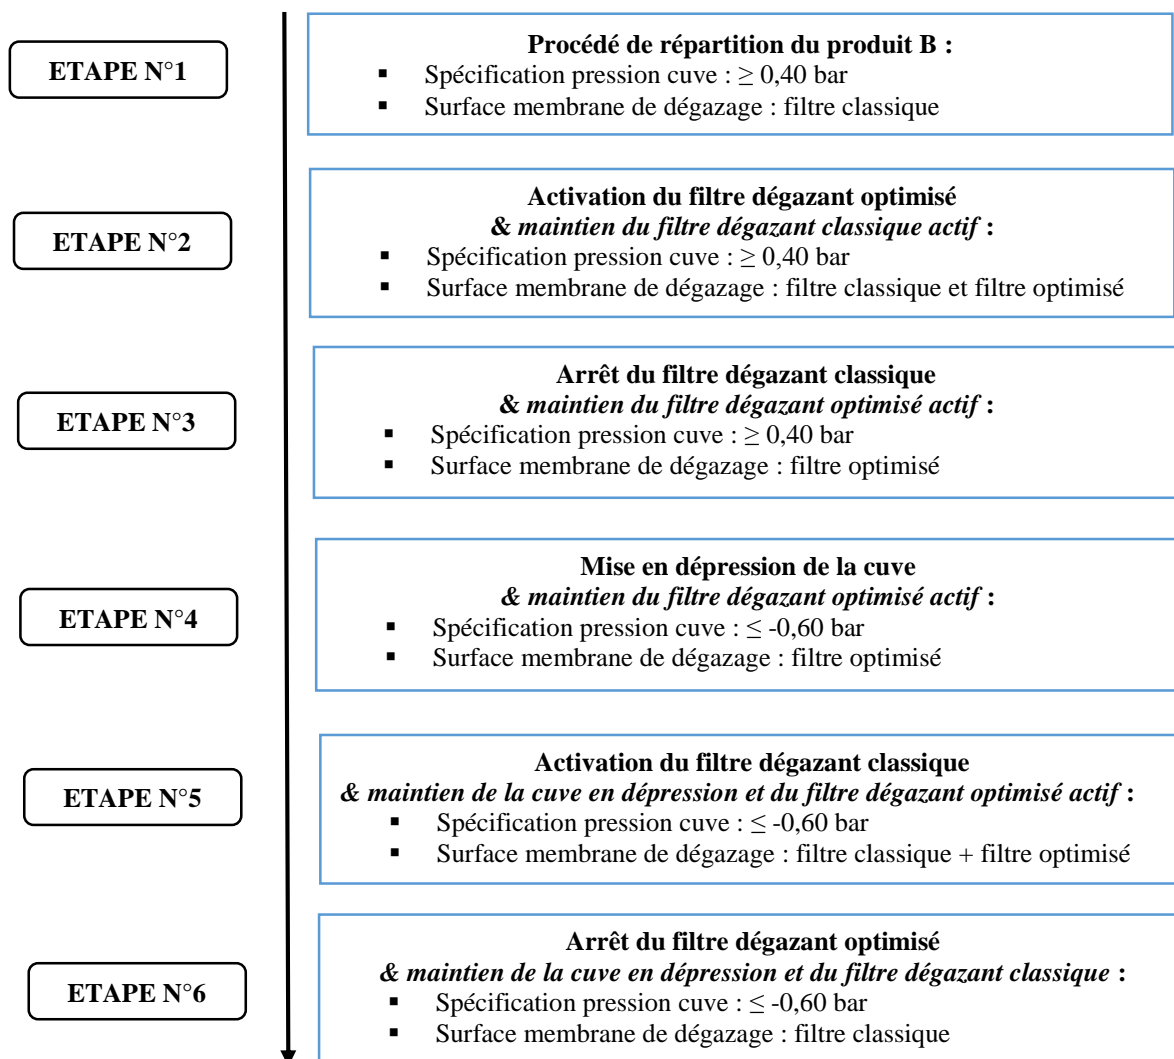 ETAPE N°1
Procédé de répartition du produit B :
▪ Spécification pression cuve : ≥ 0,40 bar
▪ Surface membrane de dégazage : filtre classique
ETAPE N°2
Activation du filtre dégazant optimisé
& maintien du filtre dégazant classique actif :
▪ Spécification pression cuve : ≥ 0,40 bar
▪ Surface membrane de dégazage : filtre classique et filtre optimisé
ETAPE N°3
Arrêt du filtre dégazant classique
& maintien du filtre dégazant optimisé actif :
▪ Spécification pression cuve : ≥ 0,40 bar
▪ Surface membrane de dégazage : filtre optimisé
ETAPE N°4
Mise en dépression de la cuve
& maintien du filtre dégazant optimisé actif :
▪ Spécification pression cuve : ≤ -0,60 bar
▪ Surface membrane de dégazage : filtre optimisé
ETAPE N°5
Activation du filtre dégazant classique
& maintien de la cuve en dépression et du filtre dégazant optimisé actif :
▪ Spécification pression cuve : ≤ -0,60 bar
▪ Surface membrane de dégazage : filtre classique + filtre optimisé
ETAPE N°6
Arrêt du filtre dégazant optimisé
& maintien de la cuve en dépression et du filtre dégazant classique :
▪ Spécification pression cuve : ≤ -0,60 bar
▪ Surface membrane de dégazage : filtre classique